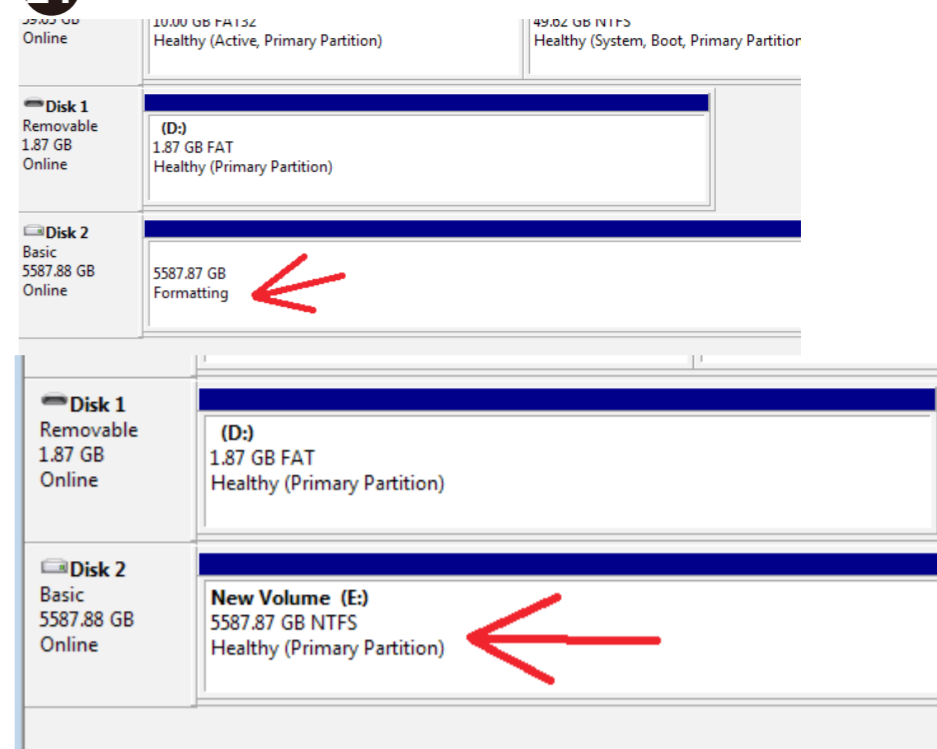 Online
10.00 GB FAT32
Healthy (Active, Primary Partition)
49.62 GB NTFS
Healthy (System, Boot, Primary Partition
Disk 1
Removable
1.87 GB
Online
(D:)
1.87 GB FAT
Healthy (Primary Partition)
Disk 2
Basic
5587.88 GB
Online
5587.87 GB
Formatting
Disk 1
Removable
1.87 GB
Online
(D:)
1.87 GB FAT
Healthy (Primary Partition)
Disk 2
Basic
5587.88 GB
Online
New Volume (E:)
5587.87 GB NTFS
Healthy (Primary Partition)